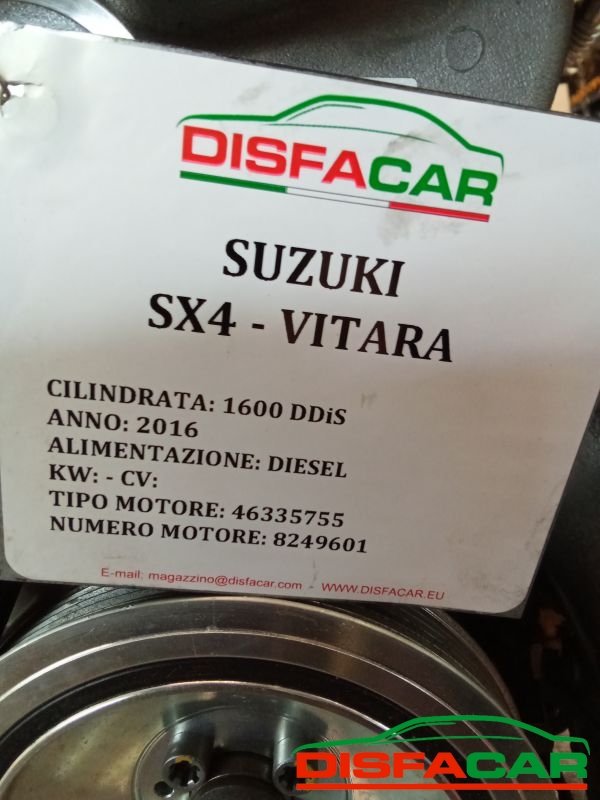 DISFACAR
SUZUKI
SX4 - VITARA
CILINDRATA: 1600 DDiS
ANNO: 2016
ALIMENTAZIONE: DIESEL
KW: - CV:
TIPO MOTORE: 46335755
NUMERO MOTORE: 8249601
E-mail: magazzino@disfacar.com - WWW.DISFACAR.EU
DISFACAR